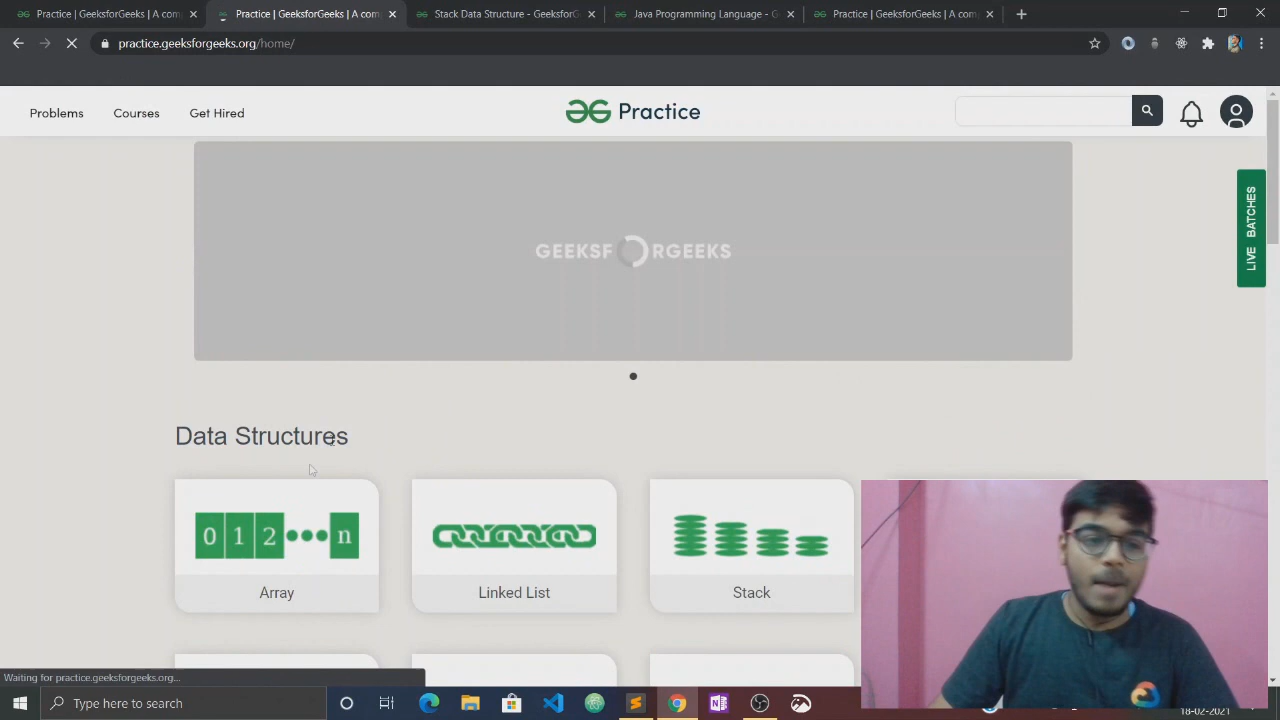 Practice | GeeksforGeeks | A com
Practice | GeeksforGeeks | A com
Stack Data Structure - GeeksforG
Java Programming Language - G
Practice | GeeksforGeeks | A com
practice.geeksforgeeks.org/home/
Problems
Courses
Get Hired
Practice
LIVE BATCHES
GEEKSFORGEEKS
Data Structures
0 1 2 n
Array
Linked List
Stack
Waiting for practice.geeksforgeeks.org...
Type here to search
18-02-2021